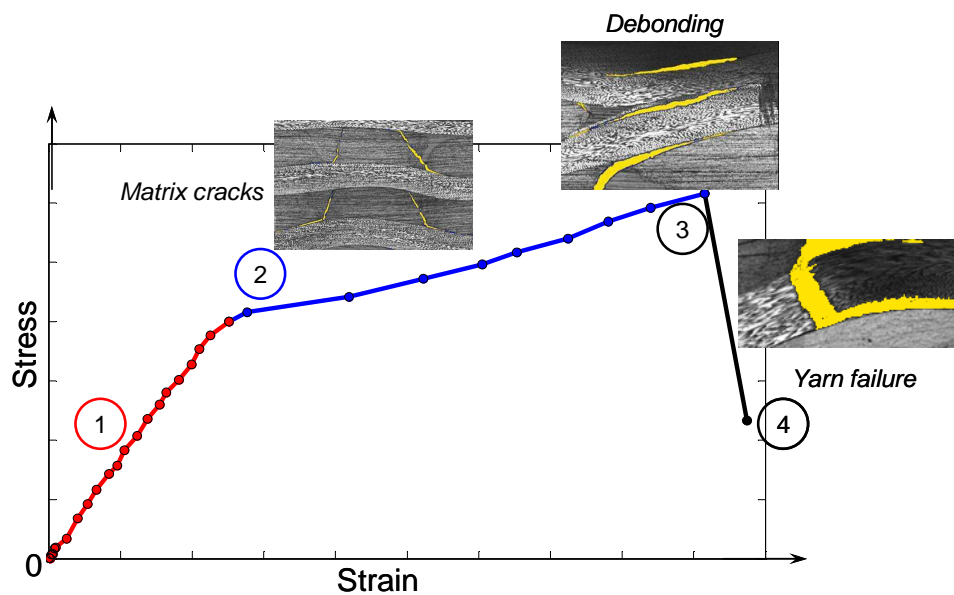 Debonding
Matrix cracks
2
3
1
Yarn failure
4
Stress
0
Strain